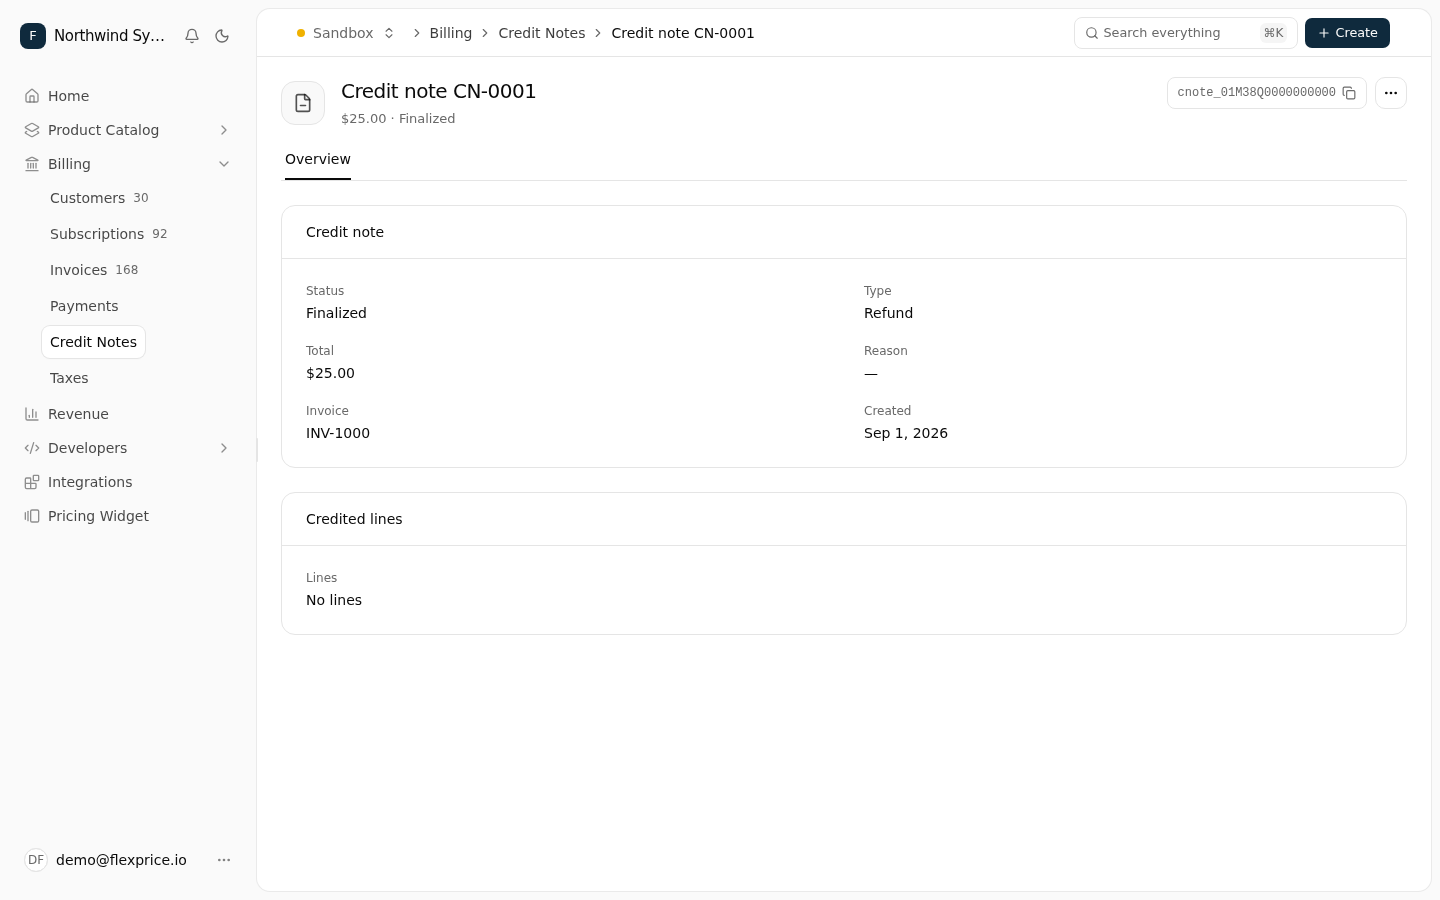 F Northwind Sy...
Home
Product Catalog
Billing
Customers 30
Subscriptions 92
Invoices 168
Payments
Credit Notes
Taxes
Revenue
Developers
Integrations
Pricing Widget
DF demo@flexprice.io
Sandbox Billing Credit Notes Credit note CN-0001
Search everything ⌘K
Create
Credit note CN-0001
$25.00 · Finalized
cnote_01M38Q0000000000
Overview
Credit note
Status
Finalized
Type
Refund
Total
$25.00
Reason
—
Invoice
INV-1000
Created
Sep 1, 2026
Credited lines
Lines
No lines